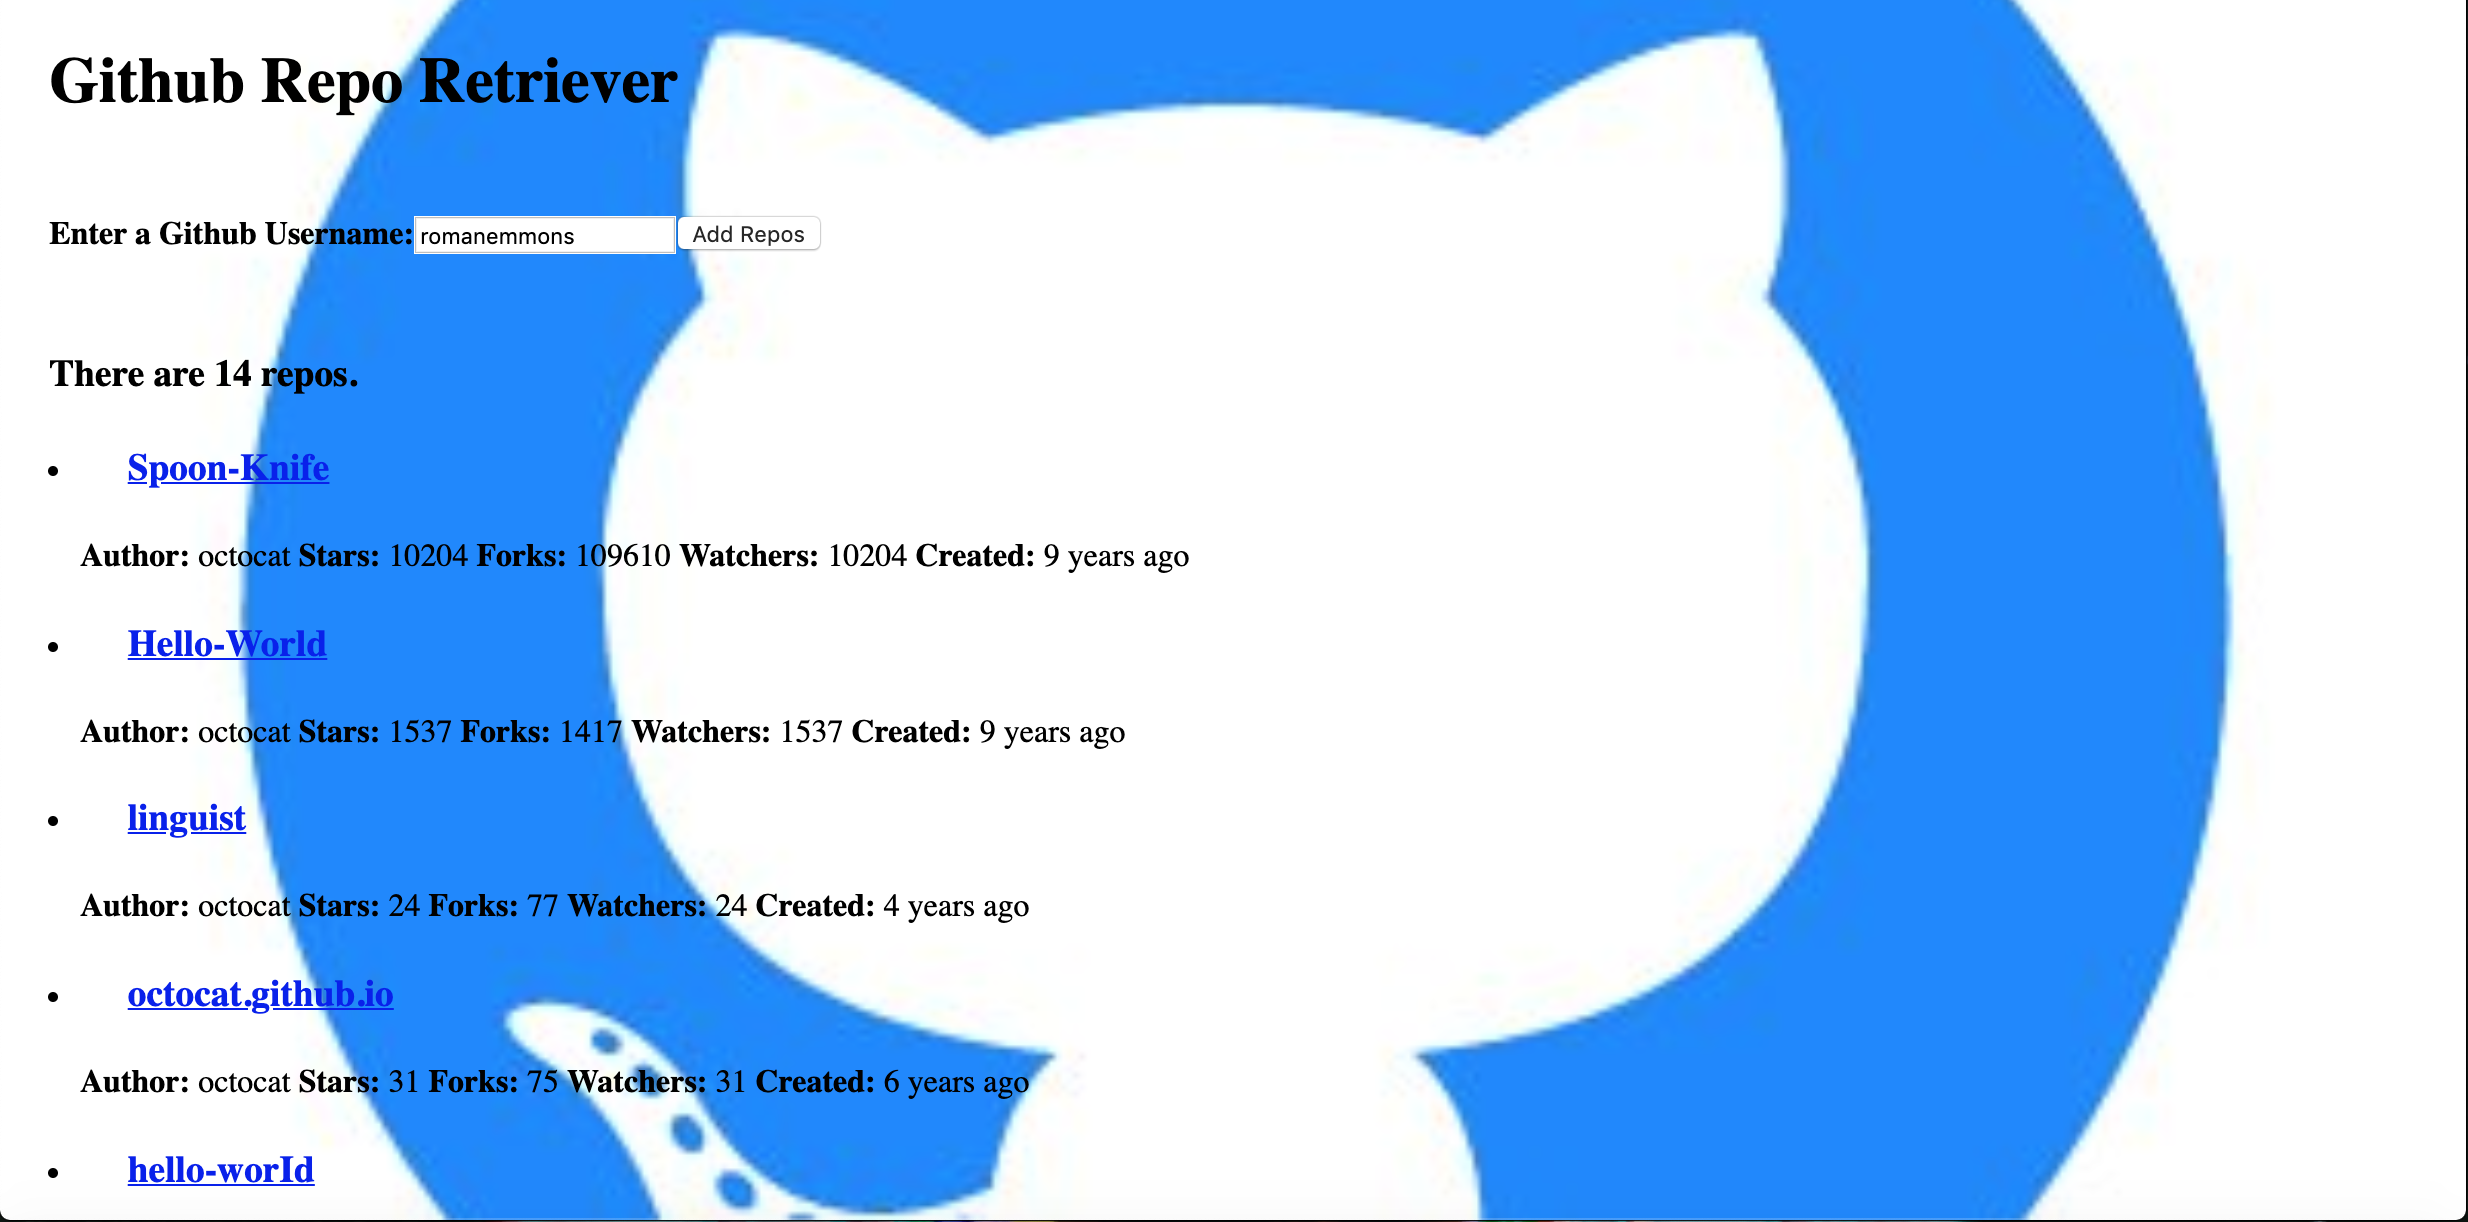 Github Repo Retriever
Enter a Github Username: romanemmons Add Repos
There are 14 repos.
Spoon-Knife
Author: octocat Stars: 10204 Forks: 109610 Watchers: 10204 Created: 9 years ago
Hello-World
Author: octocat Stars: 1537 Forks: 1417 Watchers: 1537 Created: 9 years ago
linguist
Author: octocat Stars: 24 Forks: 77 Watchers: 24 Created: 4 years ago
octocat.github.io
Author: octocat Stars: 31 Forks: 75 Watchers: 31 Created: 6 years ago
hello-worId